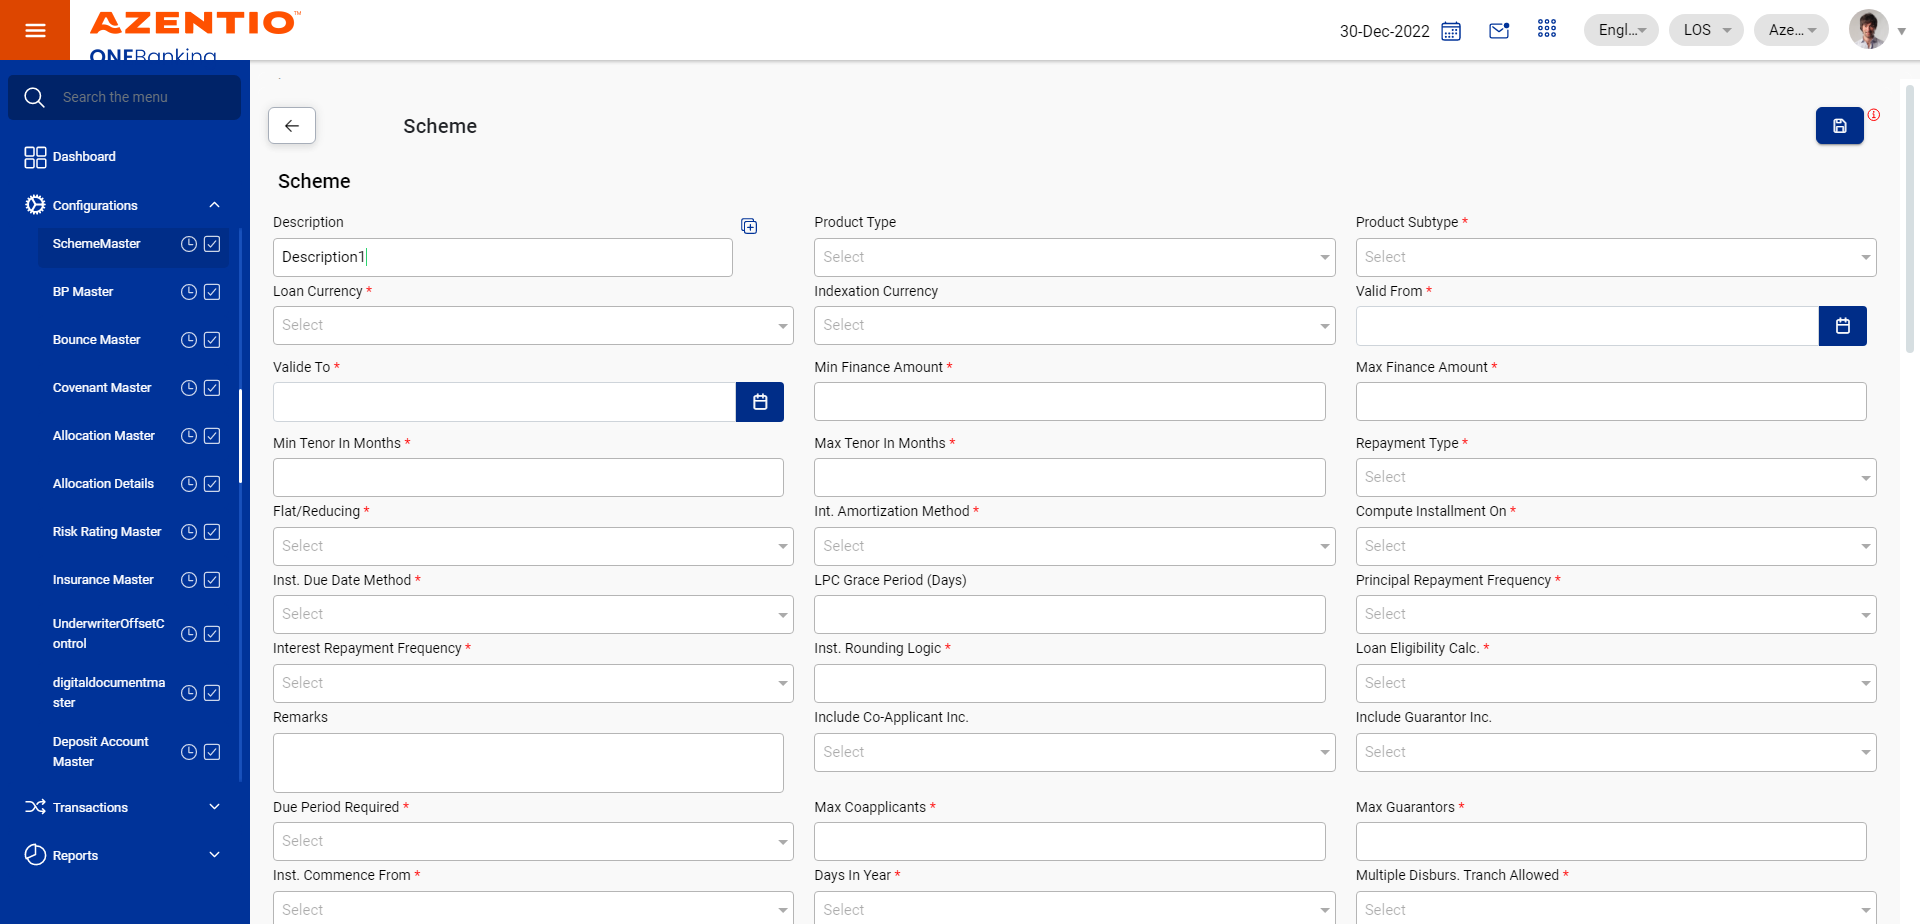 AZENTIO™
ONEBanking
30-Dec-2022
Engl...
LOS
Aze...
Search the menu
Dashboard
Configurations
SchemeMaster
BP Master
Bounce Master
Covenant Master
Allocation Master
Allocation Details
Risk Rating Master
Insurance Master
UnderwriterOffsetC
ontrol
digitaldocumentma
ster
Deposit Account
Master
Transactions
Reports
Scheme
Scheme
Description
Product Type
Product Subtype *
Description1
Select
Select
Loan Currency *
Indexation Currency
Valid From *
Select
Select
Valide To *
Min Finance Amount *
Max Finance Amount *
Min Tenor In Months *
Max Tenor In Months *
Repayment Type *
Select
Flat/Reducing *
Int. Amortization Method *
Compute Installment On *
Select
Select
Select
Inst. Due Date Method *
LPC Grace Period (Days)
Principal Repayment Frequency *
Select
Select
Interest Repayment Frequency *
Inst. Rounding Logic *
Loan Eligibility Calc. *
Select
Select
Remarks
Include Co-Applicant Inc.
Include Guarantor Inc.
Select
Select
Due Period Required *
Max Coapplicants *
Max Guarantors *
Select
Inst. Commence From *
Days In Year *
Multiple Disburs. Tranch Allowed *
Select
Select
Select